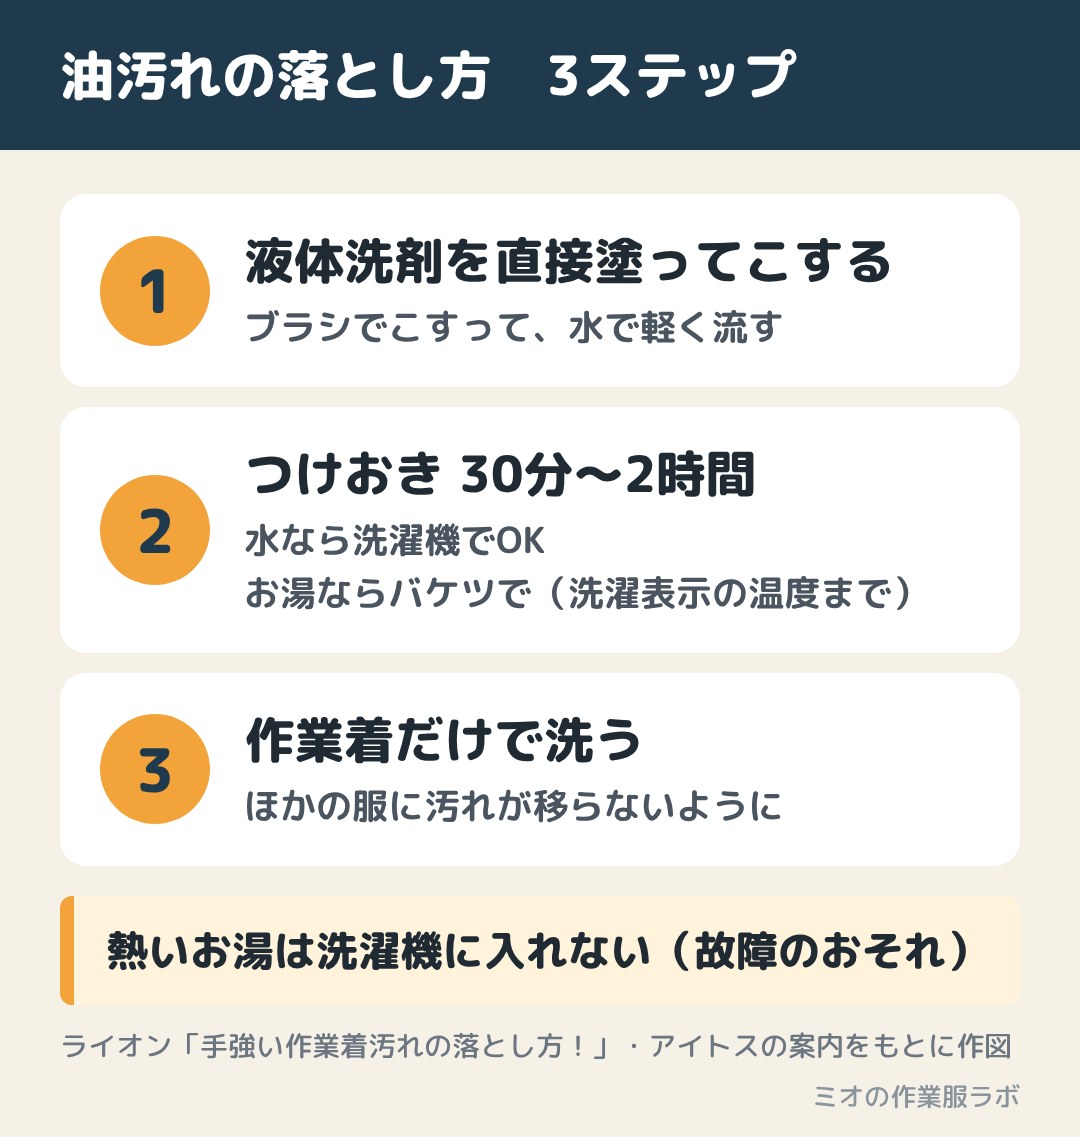 油汚れの落とし方　3ステップ
1
液体洗剤を直接塗ってこする
ブラシでこすって、水で軽く流す
2
つけおき 30分〜2時間
水なら洗濯機でOK
お湯ならバケツで（洗濯表示の温度まで）
3
作業着だけで洗う
ほかの服に汚れが移らないように
熱いお湯は洗濯機に入れない（故障のおそれ）
ライオン「手強い作業着汚れの落とし方！」・アイトスの案内をもとに作図
ミオの作業服ラボ